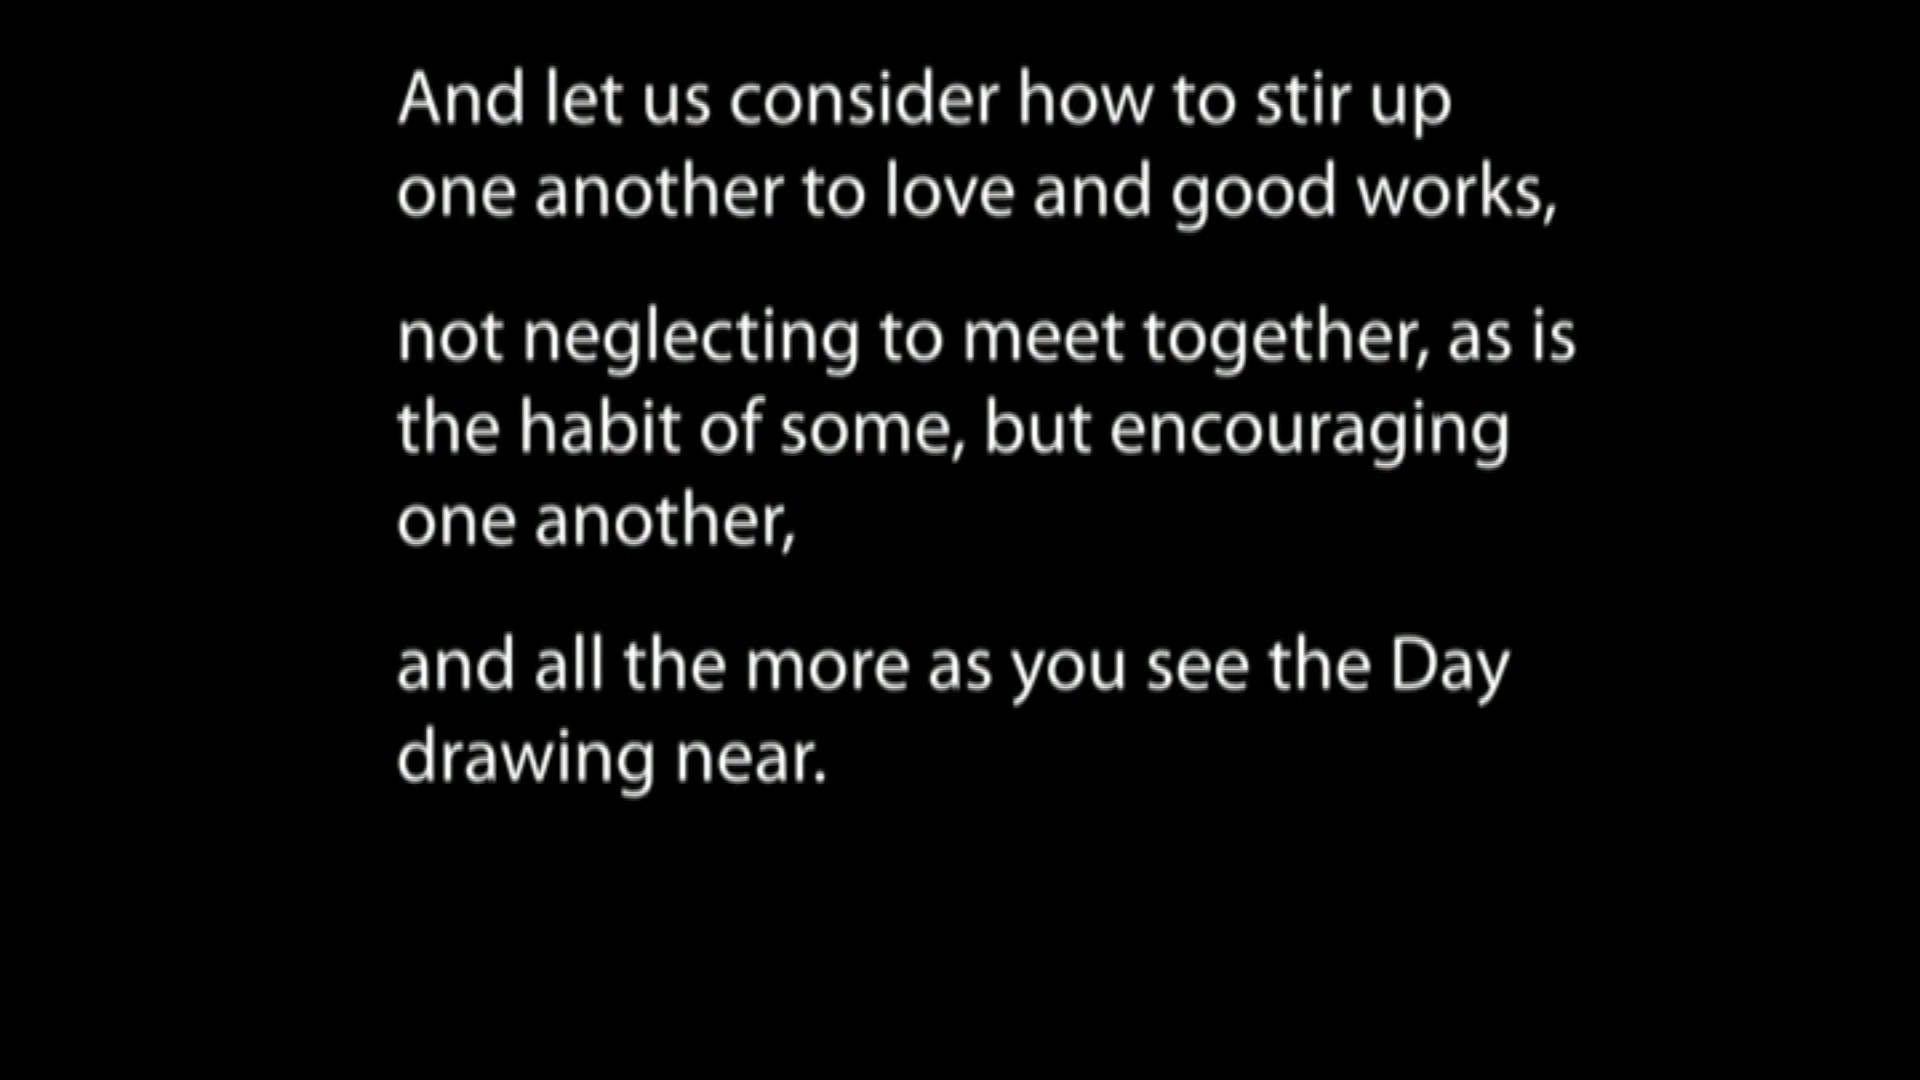 And let us consider how to stir up
one another to love and good works,
not neglecting to meet together, as is
the habit of some, but encouraging
one another,
and all the more as you see the Day
drawing near.